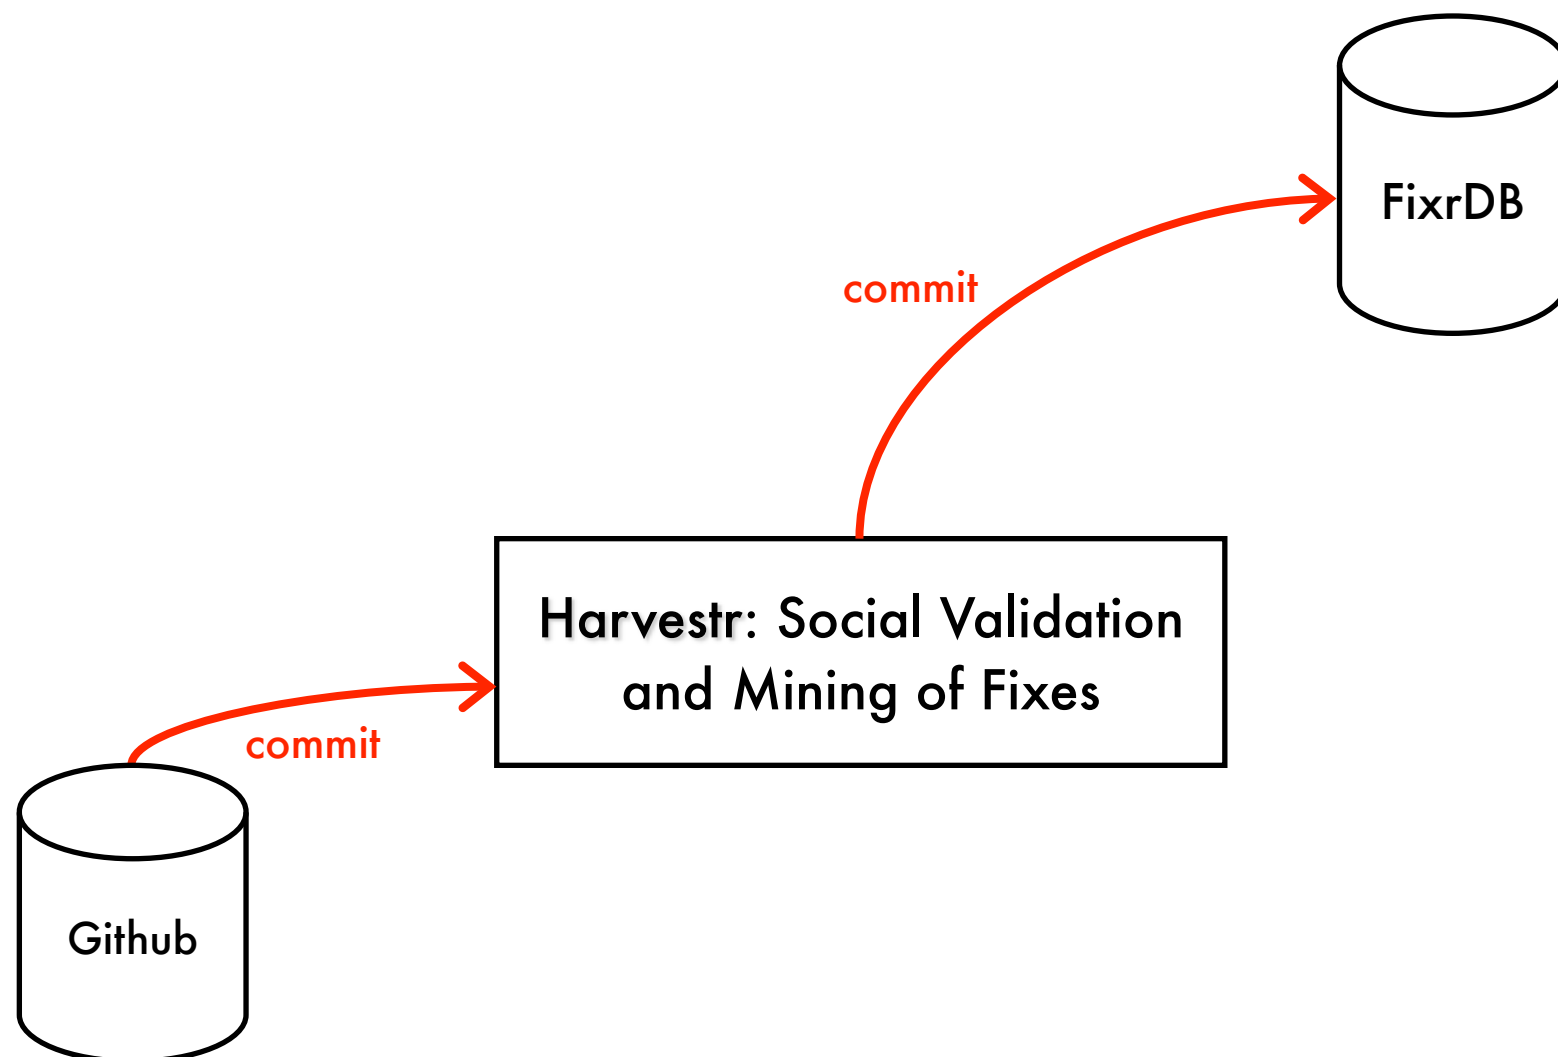 FixrDB
commit
Harvestr: Social Validation
and Mining of Fixes
commit
Github